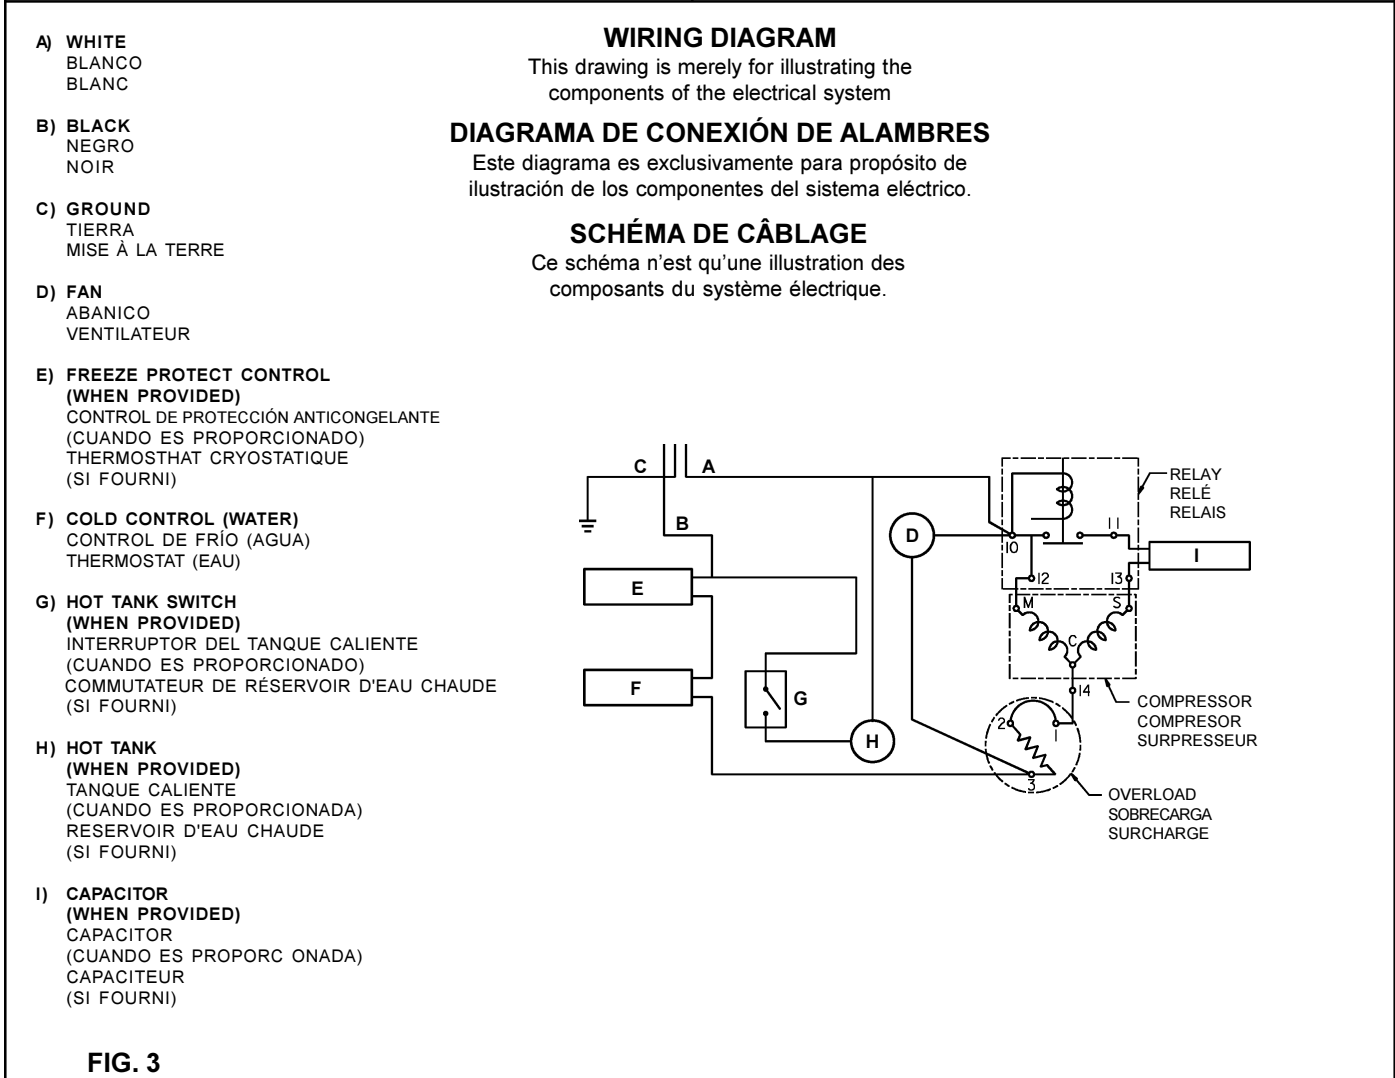 A) WHITE
BLANCO
BLANC
B) BLACK
NEGRO
NOIR
C) GROUND
TIERRA
MISE À LA TERRE
D) FAN
ABANICO
VENTILATEUR
E) FREEZE PROTECT CONTROL
(WHEN PROVIDED)
CONTROL DE PROTECCIÓN ANTICONGELANTE
(CUANDO ES PROPORCIONADO)
THERMOSTHAT CRYOSTATIQUE
(SI FOURNI)
F) COLD CONTROL (WATER)
CONTROL DE FRÍO (AGUA)
THERMOSTAT (EAU)
G) HOT TANK SWITCH
(WHEN PROVIDED)
INTERRUPTOR DEL TANQUE CALIENTE
(CUANDO ES PROPORCIONADO)
COMMUTATEUR DE RÉSERVOIR D'EAU CHAUDE
(SI FOURNI)
H) HOT TANK
(WHEN PROVIDED)
TANQUE CALIENTE
(CUANDO ES PROPORCIONADA)
RESERVOIR D'EAU CHAUDE
(SI FOURNI)
I) CAPACITOR
(WHEN PROVIDED)
CAPACITOR
(CUANDO ES PROPORC ONADA)
CAPACITEUR
(SI FOURNI)
FIG. 3
WIRING DIAGRAM
This drawing is merely for illustrating the
components of the electrical system
DIAGRAMA DE CONEXIÓN DE ALAMBRES
Este diagrama es exclusivamente para propósito de
ilustración de los componentes del sistema eléctrico.
SCHÉMA DE CÂBLAGE
Ce schéma n'est qu'une illustration des
composants du système électrique.
C
A
B
D
E
F
G
H
I
10
11
12
13
M
S
C
14
2
1
3
RELAY
RELÉ
RELAIS
COMPRESSOR
COMPRESOR
SURPRESSEUR
OVERLOAD
SOBRECARGA
SURCHARGE